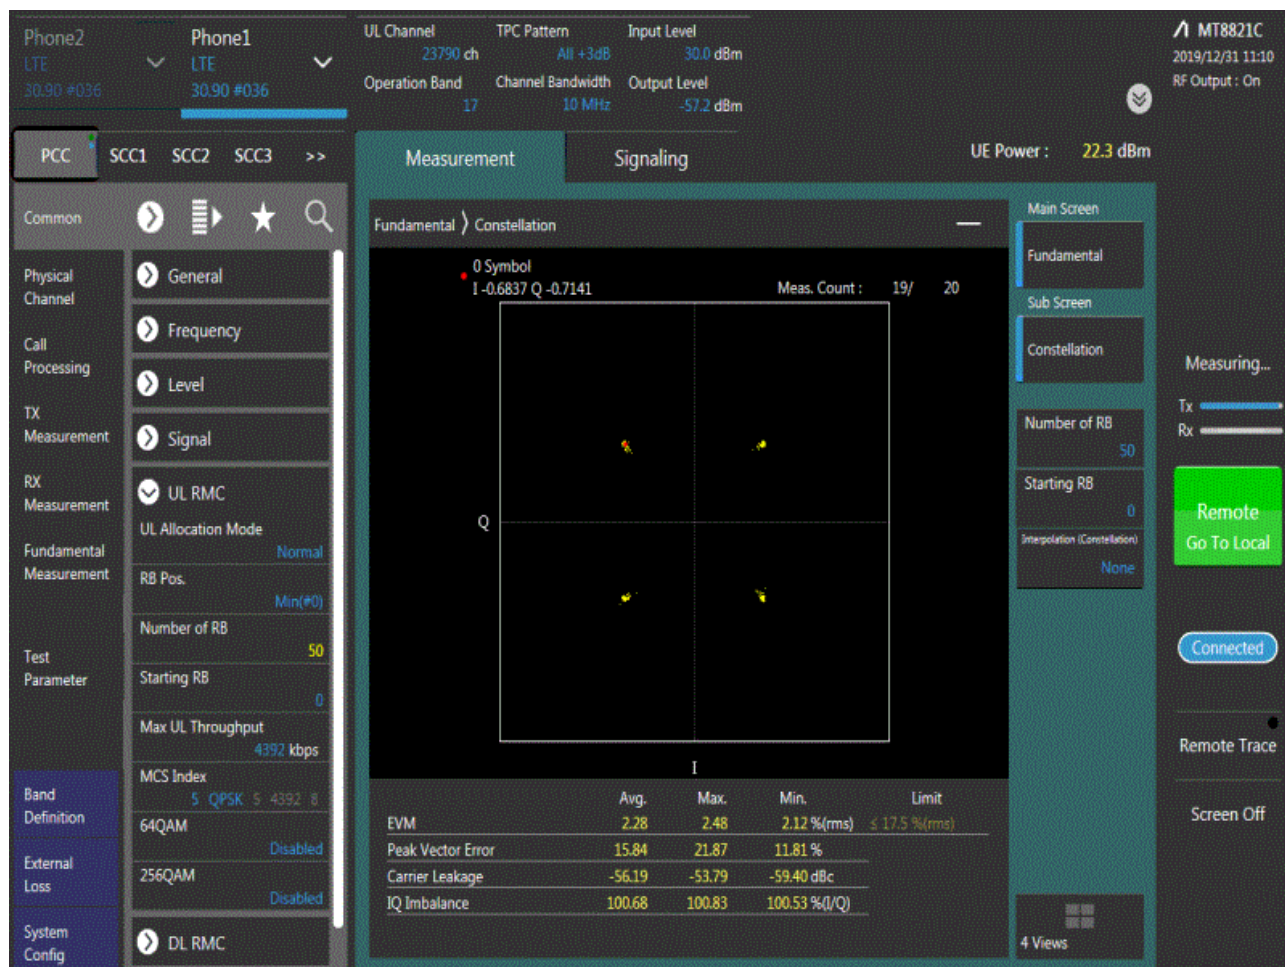 Phone2
LTE
30.90 #036
Phone1
LTE
30.90 #036
UL Channel
23790 ch
TPC Pattern
All +3dB
Input Level
30.0 dBm
Operation Band
17
Channel Bandwidth
10 MHz
Output Level
-57.2 dBm
MT8821C
2019/12/31 11:10
RF Output : On
PCC SCC1 SCC2 SCC3 >>
Measurement
Signaling
UE Power : 22.3 dBm
Common
Physical
Channel
Call
Processing
TX
Measurement
RX
Measurement
Fundamental
Measurement
Test
Parameter
Band
Definition
External
Loss
System
Config
General
Frequency
Level
Signal
UL RMC
UL Allocation Mode
Normal
RB Pos.
Min(#0)
Number of RB
50
Starting RB
0
Max UL Throughput
4392 kbps
MCS Index
5 QPSK 5 4392 8
64QAM
Disabled
256QAM
Disabled
DL RMC
Fundamental 〉 Constellation
0 Symbol
I -0.6837 Q -0.7141
Meas. Count : 19/ 20
Q
I
Avg. Max. Min. Limit
EVM 2.28 2.48 2.12 %(rms) ≤ 17.5 %(rms)
Peak Vector Error 15.84 21.87 11.81 %
Carrier Leakage -56.19 -53.79 -59.40 dBc
IQ Imbalance 100.68 100.83 100.53 %(I/Q)
Main Screen
Fundamental
Sub Screen
Constellation
Number of RB
50
Starting RB
0
Interpolation (Constellation)
None
4 Views
Measuring...
Tx
Rx
Remote
Go To Local
Connected
Remote Trace
Screen Off